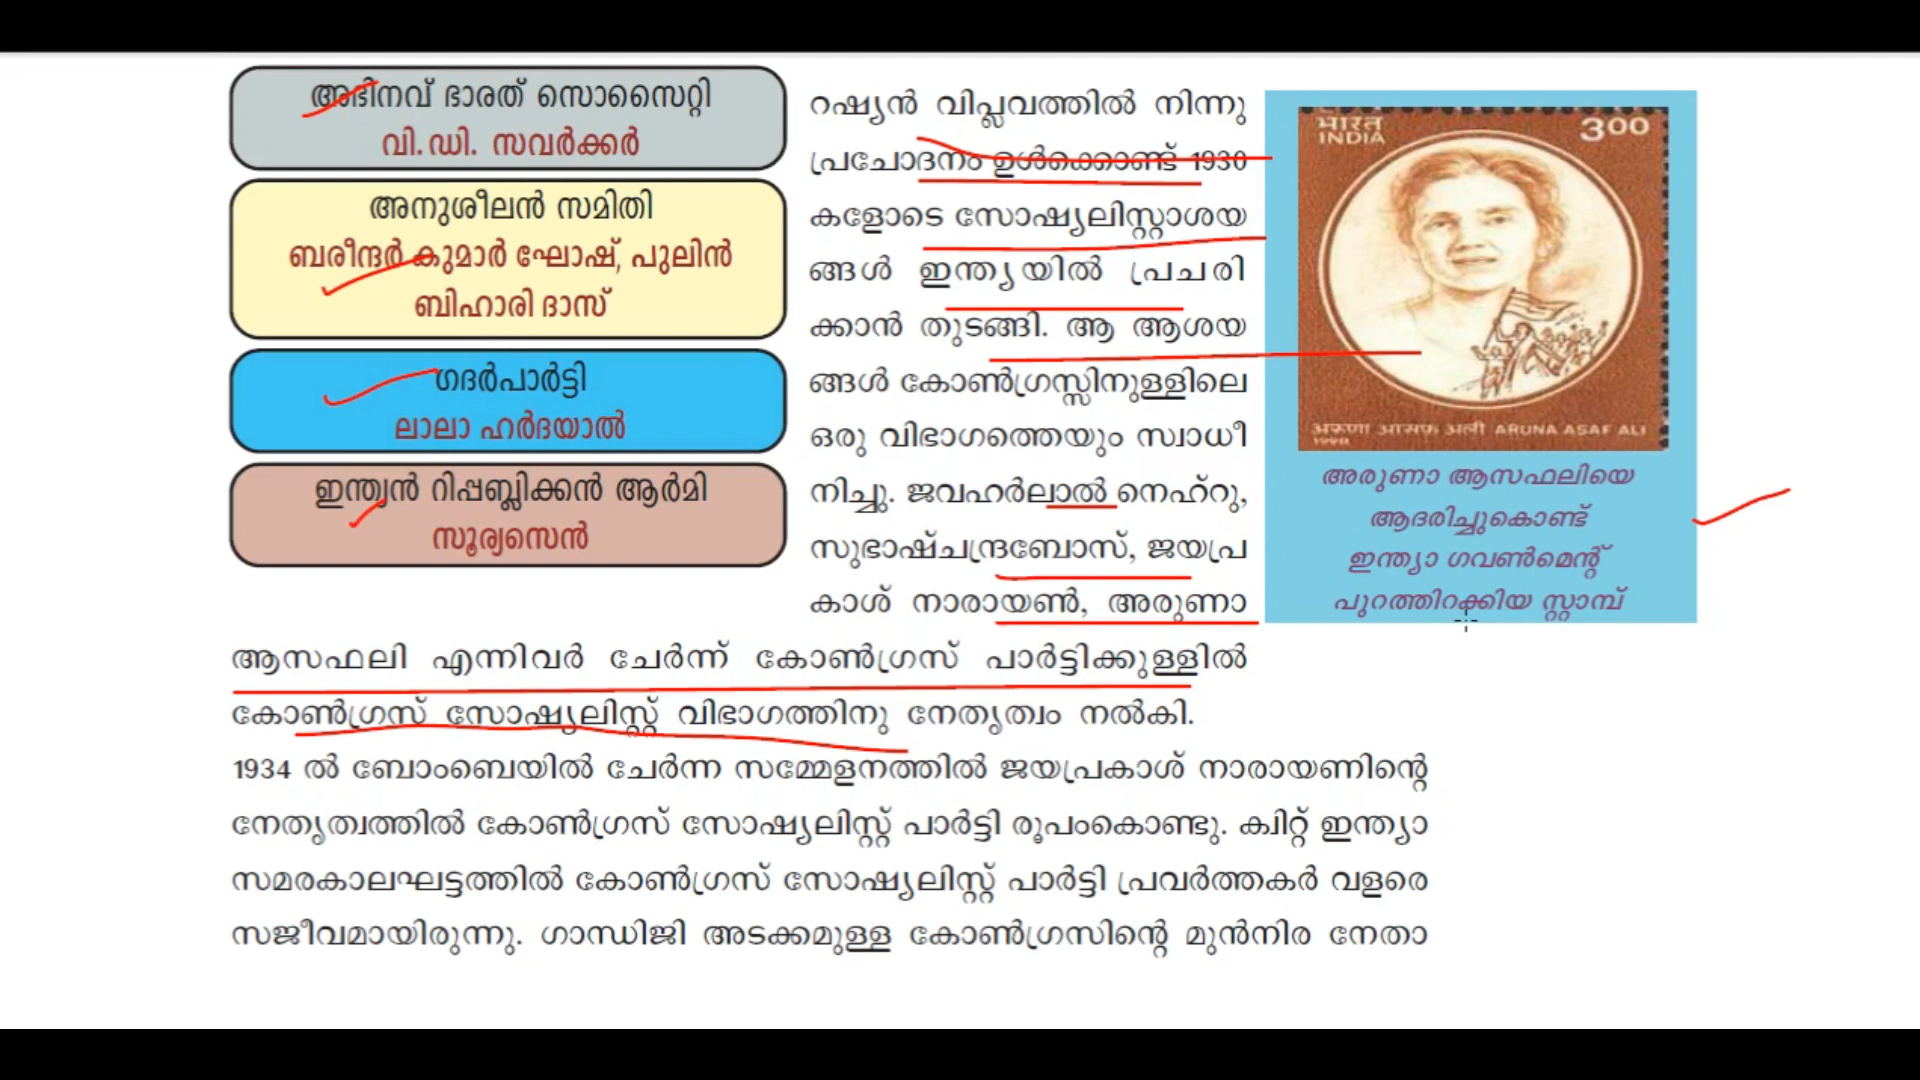 അഭിനവ് ഭാരത് സൊസൈറ്റി
വി.ഡി. സവർക്കർ
അനുശീലൻ സമിതി
ബരീന്ദർ കുമാർ ഘോഷ്, പുലിൻ
ബിഹാരി ദാസ്
ഗദർപാർട്ടി
ലാലാ ഹർദയാൽ
ഇന്ത്യൻ റിപ്പബ്ലിക്കൻ ആർമി
സൂര്യസെൻ
റഷ്യൻ വിപ്ലവത്തിൽ നിന്നു
പ്രചോദനം ഉൾക്കൊണ്ട് 1930
കളോടെ സോഷ്യലിസ്റ്റാശയ
ങ്ങൾ ഇന്ത്യയിൽ പ്രചരി
ക്കാൻ തുടങ്ങി. ആ ആശയ
ങ്ങൾ കോൺഗ്രസ്സിനുള്ളിലെ
ഒരു വിഭാഗത്തെയും സ്വാധീ
നിച്ചു. ജവഹർലാൽ നെഹ്റു,
സുഭാഷ്ചന്ദ്രബോസ്, ജയപ്ര
കാശ് നാരായൺ, അരുണാ
ആസഫലി എന്നിവർ ചേർന്ന് കോൺഗ്രസ് പാർട്ടിക്കുള്ളിൽ
കോൺഗ്രസ് സോഷ്യലിസ്റ്റ് വിഭാഗത്തിനു നേതൃത്വം നൽകി.
1934 ൽ ബോംബെയിൽ ചേർന്ന സമ്മേളനത്തിൽ ജയപ്രകാശ് നാരായണിന്റെ
നേതൃത്വത്തിൽ കോൺഗ്രസ് സോഷ്യലിസ്റ്റ് പാർട്ടി രൂപംകൊണ്ടു. ക്വിറ്റ് ഇന്ത്യാ
സമരകാലഘട്ടത്തിൽ കോൺഗ്രസ് സോഷ്യലിസ്റ്റ് പാർട്ടി പ്രവർത്തകർ വളരെ
സജീവമായിരുന്നു. ഗാന്ധിജി അടക്കമുള്ള കോൺഗ്രസിന്റെ മുൻനിര നേതാ
भारत
INDIA
300
अरुणा आसफ अली ARUNA ASAF ALI
1998
അരുണാ ആസഫലിയെ
ആദരിച്ചുകൊണ്ട്
ഇന്ത്യാ ഗവൺമെന്റ്
പുറത്തിറക്കിയ സ്റ്റാമ്പ്